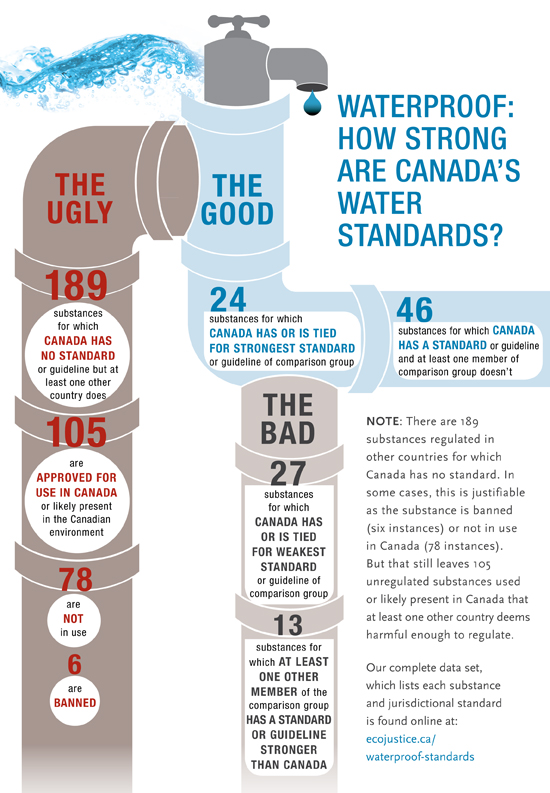 WATERPROOF:
HOW STRONG
ARE CANADA'S
WATER
STANDARDS?
THE
UGLY
189
substances
for which
CANADA HAS
NO STANDARD
or guideline but at
least one other
country does
105
are
APPROVED FOR
USE IN CANADA
or likely present
in the Canadian
environment
78
are
NOT
in use
6
are
BANNED
THE
GOOD
24
substances for which
CANADA HAS OR IS TIED
FOR STRONGEST STANDARD
or guideline of comparison group
46
substances for which CANADA
HAS A STANDARD or guideline
and at least one member of
comparison group doesn't
THE
BAD
27
substances
for which
CANADA HAS
OR IS TIED
FOR WEAKEST
STANDARD
or guideline of
comparison group
13
substances for
which AT LEAST
ONE OTHER
MEMBER of the
comparison group
HAS A STANDARD
OR GUIDELINE
STRONGER
THAN CANADA
NOTE: There are 189
substances regulated in
other countries for which
Canada has no standard. In
some cases, this is justifiable
as the substance is banned
(six instances) or not in use
in Canada (78 instances).
But that still leaves 105
unregulated substances used
or likely present in Canada that
at least one other country deems
harmful enough to regulate.
Our complete data set,
which lists each substance
and jurisdictional standard
is found online at:
ecojustice.ca/
waterproof-standards